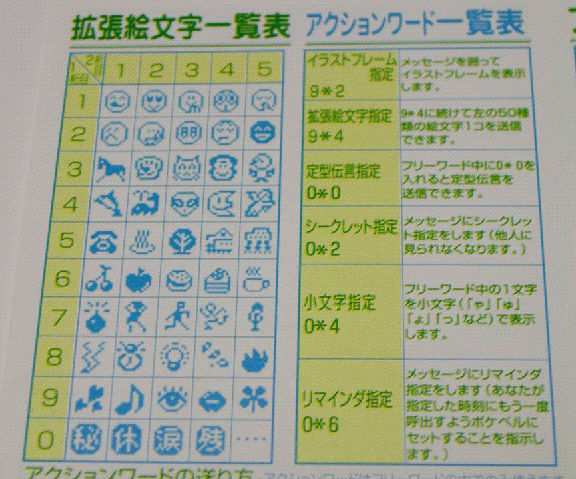 拡張絵文字一覧表
2桁目
1桁目
1 2 3 4 5
1
2
3
4
5
6
7
8
9
0 秘 休 涙 残 ‥‥
アクションワード一覧表
イラストフレーム
指定
9*2
メッセージを囲って
イラストフレームを表示
します。
拡張絵文字指定
9*4
9*4に続けて左の50種
類の絵文字1コを送信
できます。
定型伝言指定
0*0
フリーワード中に0*0を
入れると定型伝言を
送信できます。
シークレット指定
0*2
メッセージにシークレッ
ト指定をします(他人に
見られなくなります。)
小文字指定
0*4
フリーワード中の1文字
を小文字(「ゃ」「ゅ」
「ょ」「っ」など)で表示
します。
リマインダ指定
0*6
メッセージにリマインダ
指定をします(あなたが
指定した時刻にもう一度
呼出すようポケベルに
セットすることを指示し
ます。)
アクションワードの送り方